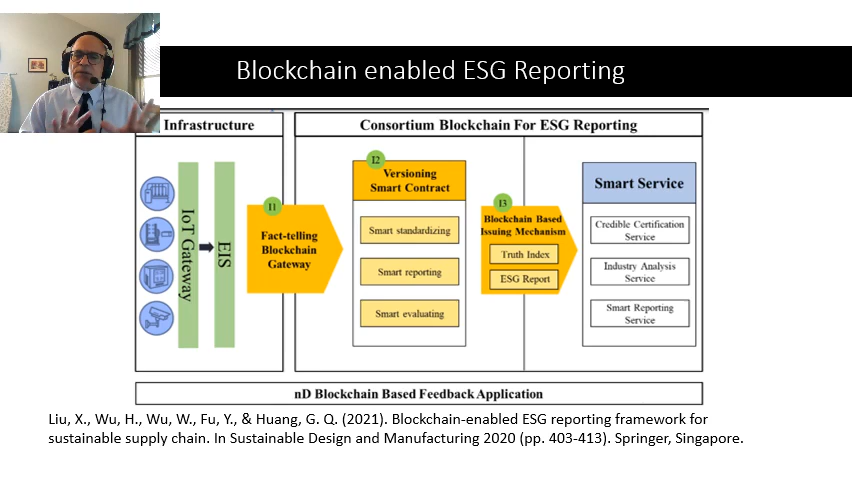 Blockchain enabled ESG Reporting
Infrastructure
Consortium Blockchain For ESG Reporting
IoT Gateway
EIS
I1
Fact-telling
Blockchain
Gateway
I2
Versioning
Smart Contract
Smart standardizing
Smart reporting
Smart evaluating
I3
Blockchain Based
Issuing Mechanism
Truth Index
ESG Report
Smart Service
Credible Certification
Service
Industry Analysis
Service
Smart Reporting
Service
nD Blockchain Based Feedback Application
Liu, X., Wu, H., Wu, W., Fu, Y., & Huang, G. Q. (2021). Blockchain-enabled ESG reporting framework for
sustainable supply chain. In Sustainable Design and Manufacturing 2020 (pp. 403-413). Springer, Singapore.